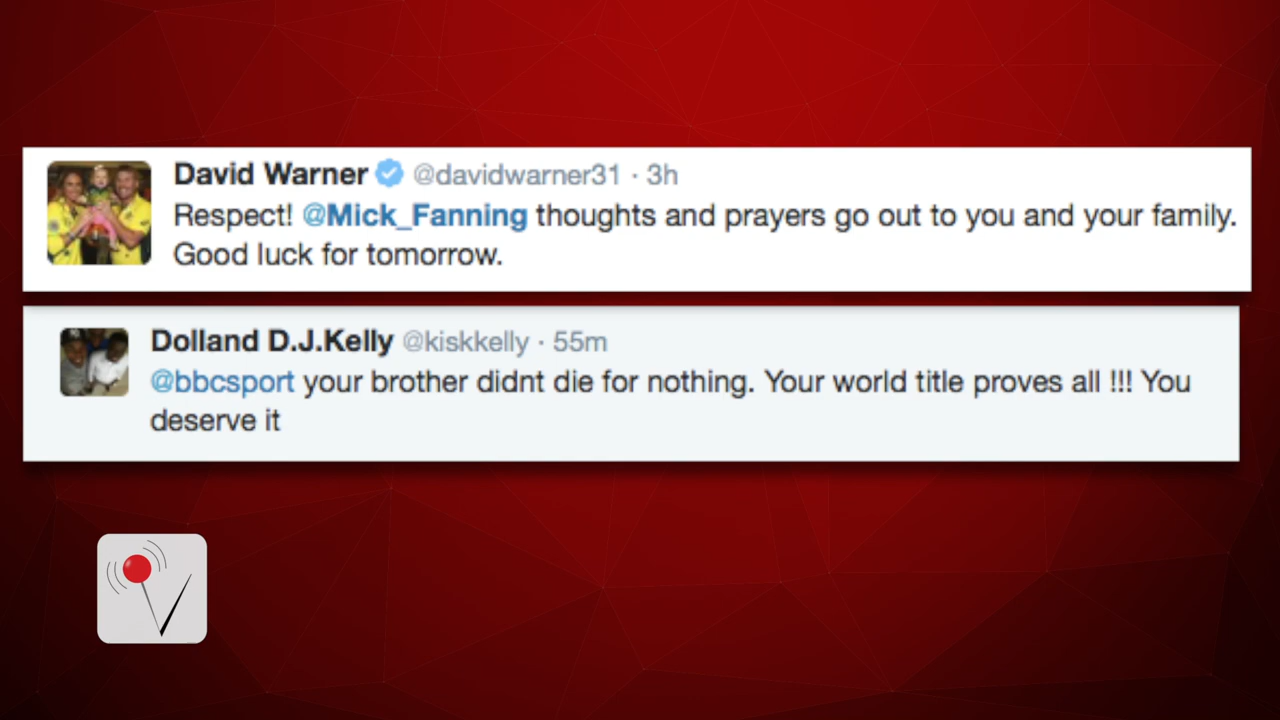 David Warner @davidwarner31 · 3h
Respect! @Mick_Fanning thoughts and prayers go out to you and your family.
Good luck for tomorrow.
Dolland D.J.Kelly @kiskkelly · 55m
@bbcsport your brother didnt die for nothing. Your world title proves all !!! You
deserve it